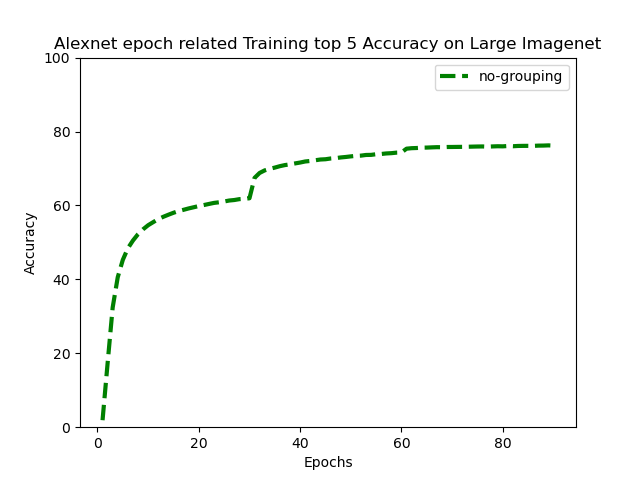 Alexnet epoch related Training top 5 Accuracy on Large Imagenet
100
80
60
40
20
0
Accuracy
no-grouping
0 20 40 60 80
Epochs